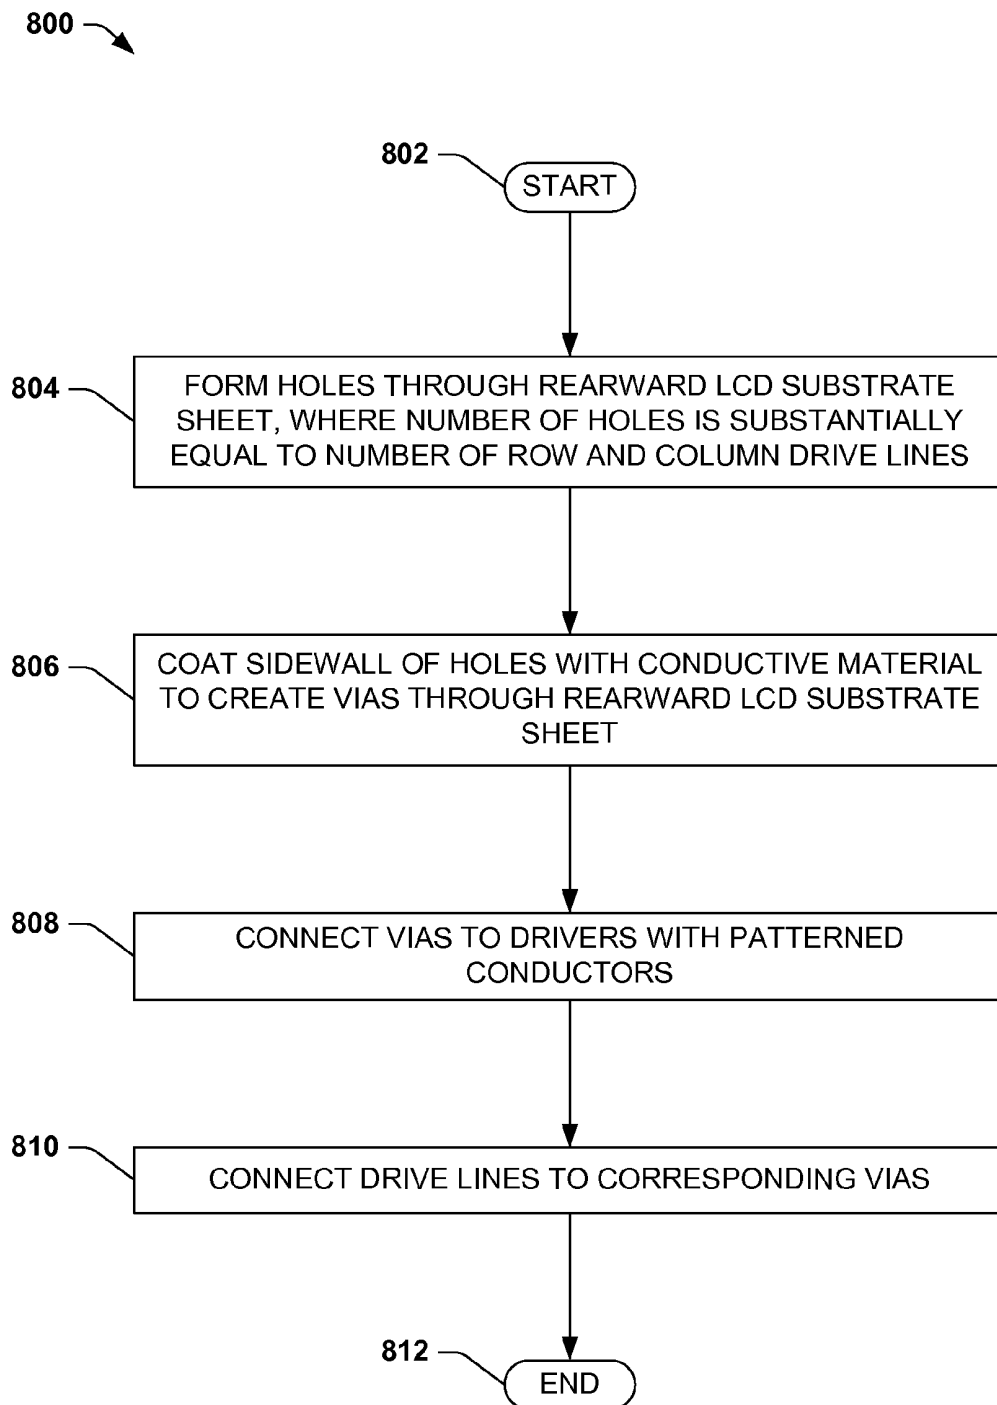 800
802
START
804
FORM HOLES THROUGH REARWARD LCD SUBSTRATE
SHEET, WHERE NUMBER OF HOLES IS SUBSTANTIALLY
EQUAL TO NUMBER OF ROW AND COLUMN DRIVE LINES
806
COAT SIDEWALL OF HOLES WITH CONDUCTIVE MATERIAL
TO CREATE VIAS THROUGH REARWARD LCD SUBSTRATE
SHEET
808
CONNECT VIAS TO DRIVERS WITH PATTERNED
CONDUCTORS
810
CONNECT DRIVE LINES TO CORRESPONDING VIAS
812
END